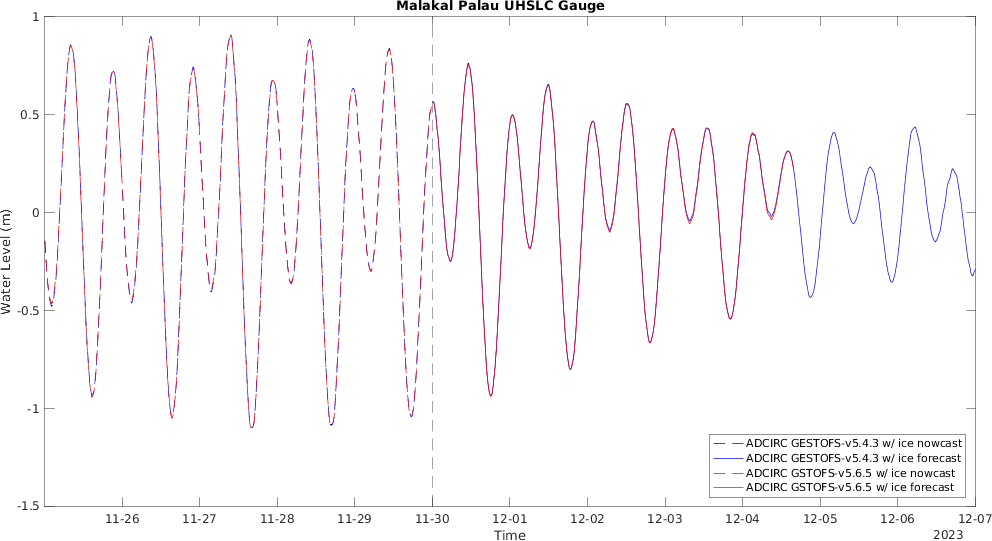 Malakal Palau UHSLC Gauge
1
0.5
0
-0.5
-1
-1.5
Water Level (m)
11-26
11-27
11-28
11-29
11-30
12-01
12-02
12-03
12-04
12-05
12-06
12-07
Time
2023
ADCIRC GESTOFS-v5.4.3 w/ ice nowcast
ADCIRC GESTOFS-v5.4.3 w/ ice forecast
ADCIRC GSTOFS-v5.6.5 w/ ice nowcast
ADCIRC GSTOFS-v5.6.5 w/ ice forecast